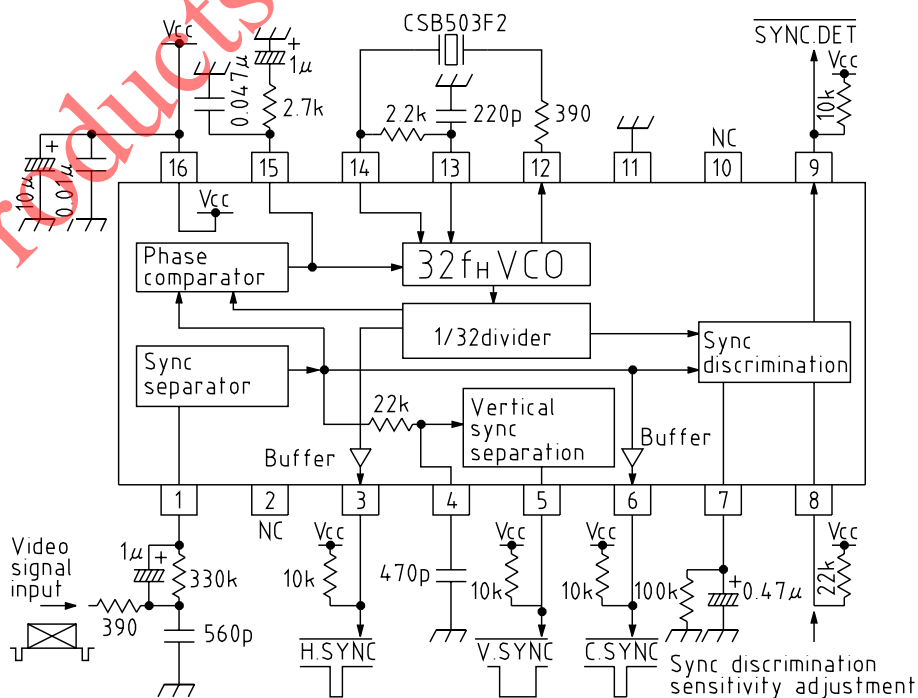 roducts
CSB503F2
SYNC.DET
Vcc
1μ
0.047μ
2.7k
2.2k
220p
390
Vcc
10k
NC
10μ
0.01μ
16
15
14
13
12
11
10
9
Vcc
Phase
comparator
32fH VCO
1/32divider
Sync
discrimination
Sync
separator
22k
Vertical
sync
separation
Buffer
Buffer
1
2
3
4
5
6
7
8
NC
Video
signal
input
1μ
330k
390
560p
Vcc
10k
470p
Vcc
10k
Vcc
10k
100k
0.47μ
Vcc
22k
H.SYNC
V.SYNC
C.SYNC
Sync discrimination
sensitivity adjustment